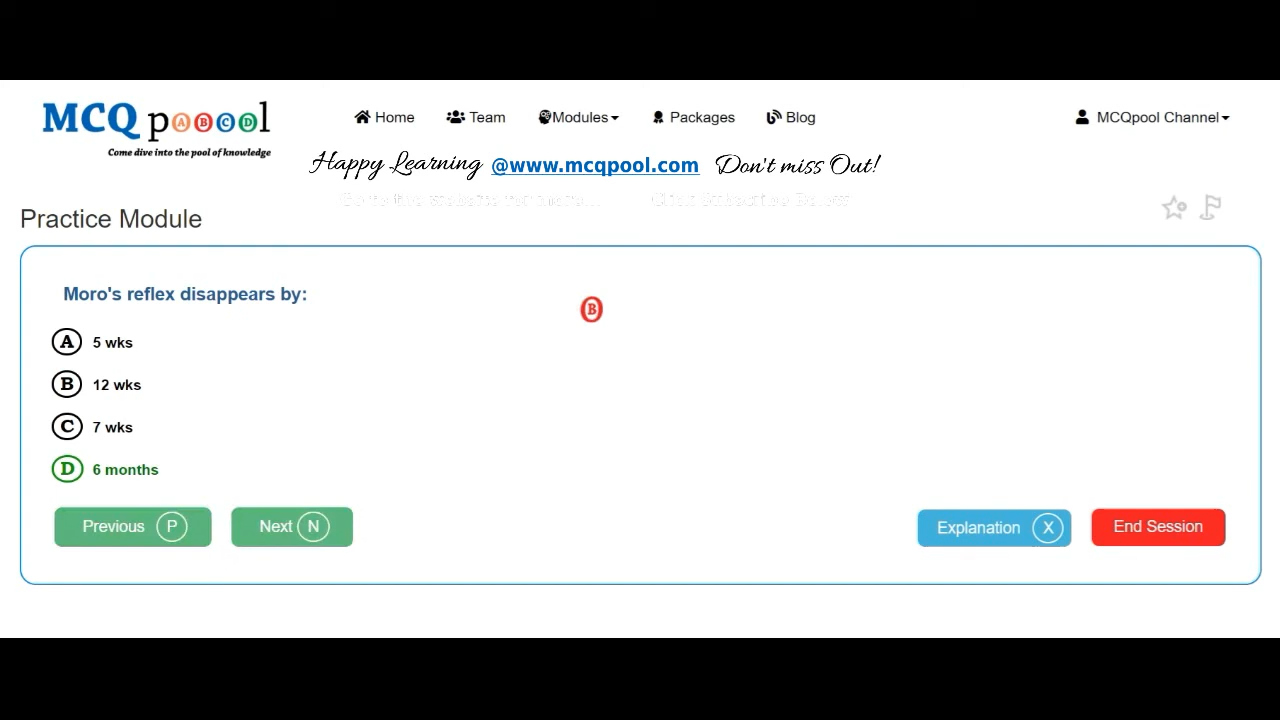 MCQ pooool
Come dive into the pool of knowledge
Home Team Modules Packages Blog MCQpool Channel
Happy Learning @www.mcqpool.com Don't miss Out!
Practice Module
Moro's reflex disappears by:
B
A 5 wks
B 12 wks
C 7 wks
D 6 months
Previous P Next N Explanation X End Session